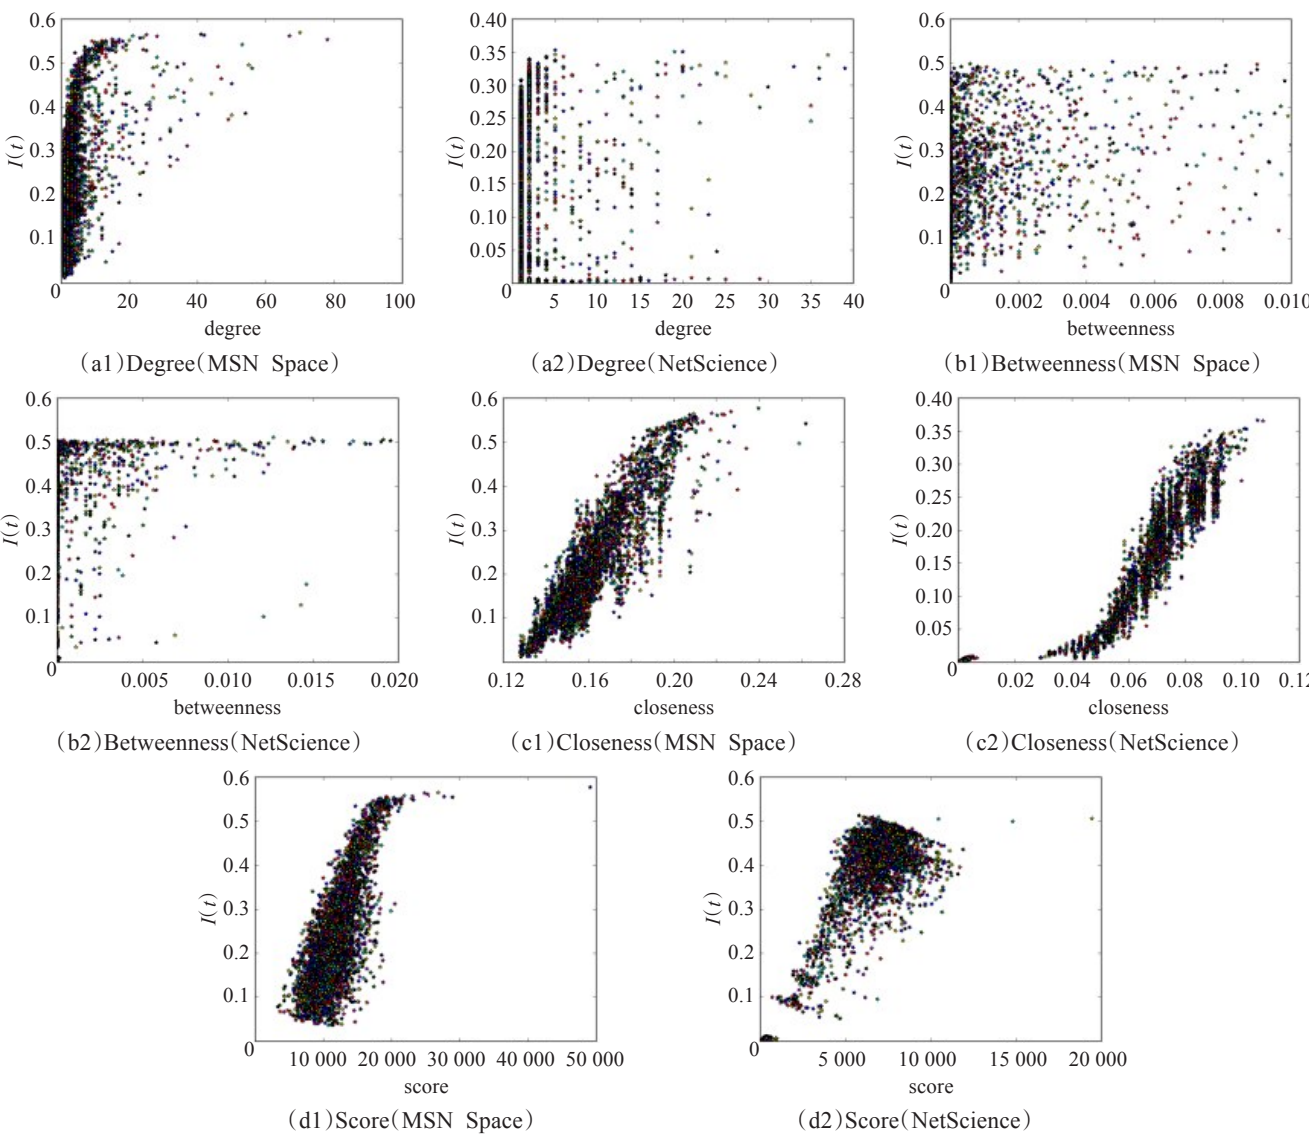 0.6
0.5
0.4
0.3
0.2
0.1
0
I(t)
20 40 60 80 100
degree
(a1)Degree(MSN Space)
0.40
0.35
0.30
0.25
0.20
0.15
0.10
0.05
0
I(t)
5 10 15 20 25 30 35 40
degree
(a2)Degree(NetScience)
0.6
0.5
0.4
0.3
0.2
0.1
0
I(t)
0.002 0.004 0.006 0.008 0.010
betweenness
(b1)Betweenness(MSN Space)
0.6
0.5
0.4
0.3
0.2
0.1
0
I(t)
0.005 0.010 0.015 0.020
betweenness
(b2)Betweenness(NetScience)
0.6
0.5
0.4
0.3
0.2
0.1
I(t)
0.12 0.16 0.20 0.24 0.28
closeness
(c1)Closeness(MSN Space)
0.40
0.35
0.30
0.25
0.20
0.15
0.10
0.05
0
I(t)
0.02 0.04 0.06 0.08 0.10 0.12
closeness
(c2)Closeness(NetScience)
0.6
0.5
0.4
0.3
0.2
0.1
0
I(t)
10 000 20 000 30 000 40 000 50 000
score
(d1)Score(MSN Space)
0.6
0.5
0.4
0.3
0.2
0.1
0
I(t)
5 000 10 000 15 000 20 000
score
(d2)Score(NetScience)